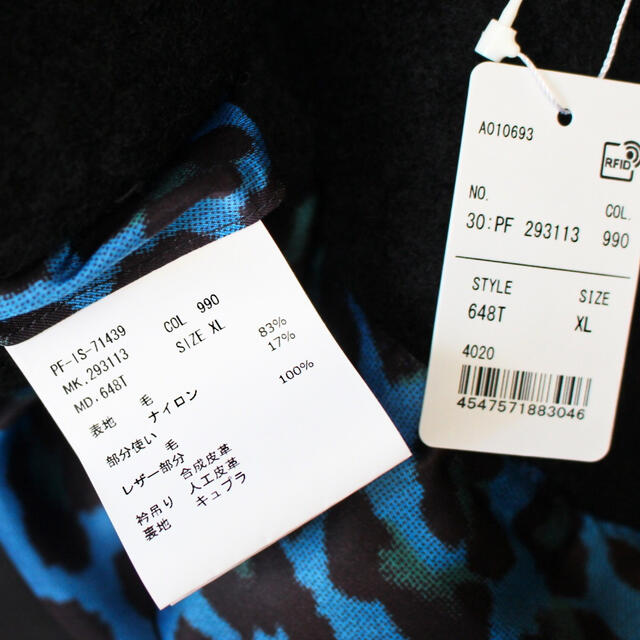 PF-IS-71439 COL 990
MK.293113 SIZE XL
MD.648T
表地 毛 83%
ナイロン 17%
部分使い
毛 100%
レザー部分
合成皮革
衿吊り 人工皮革
裏地 キュプラ
A010693
RFID
NO. COL.
30:PF 293113 990
STYLE SIZE
648T XL
4020
4547571883046